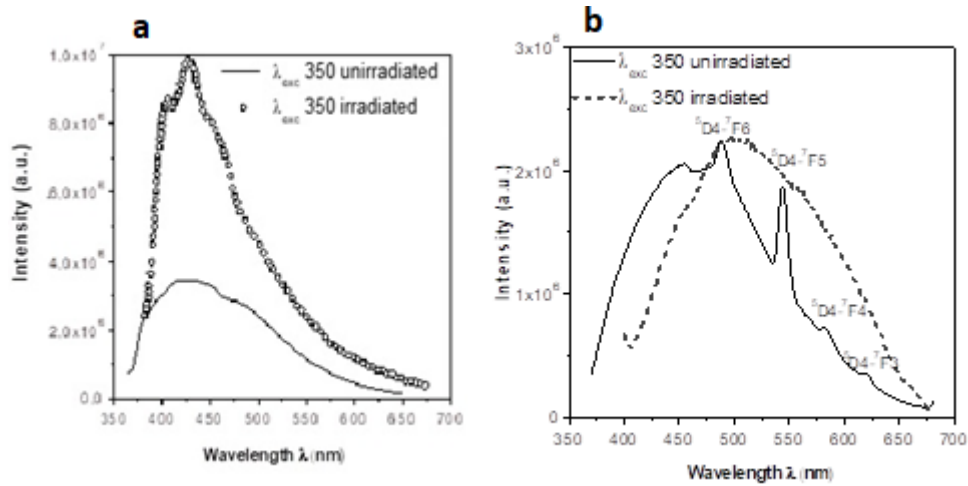 a
1,0x10⁷
8,0x10⁶
,6x10⁶
4,0x10⁶
2,0x10⁶
0,0
Intensity (a.u.)
λexc 350 unirradiated
λexc 350 irradiated
350 400 450 500 550 600 650 700
Wavelength λ (nm)
b
3x10⁶
2x10⁶
1x10⁶
0
Intensity (a.u.)
λexc 350 unirradiated
λexc 350 irradiated
⁵D4-⁷F6
⁵D4-⁷F5
⁵D4-⁷F4
⁵D4-⁷F3
350 400 450 500 550 600 650 700
Wavelength λ (nm)